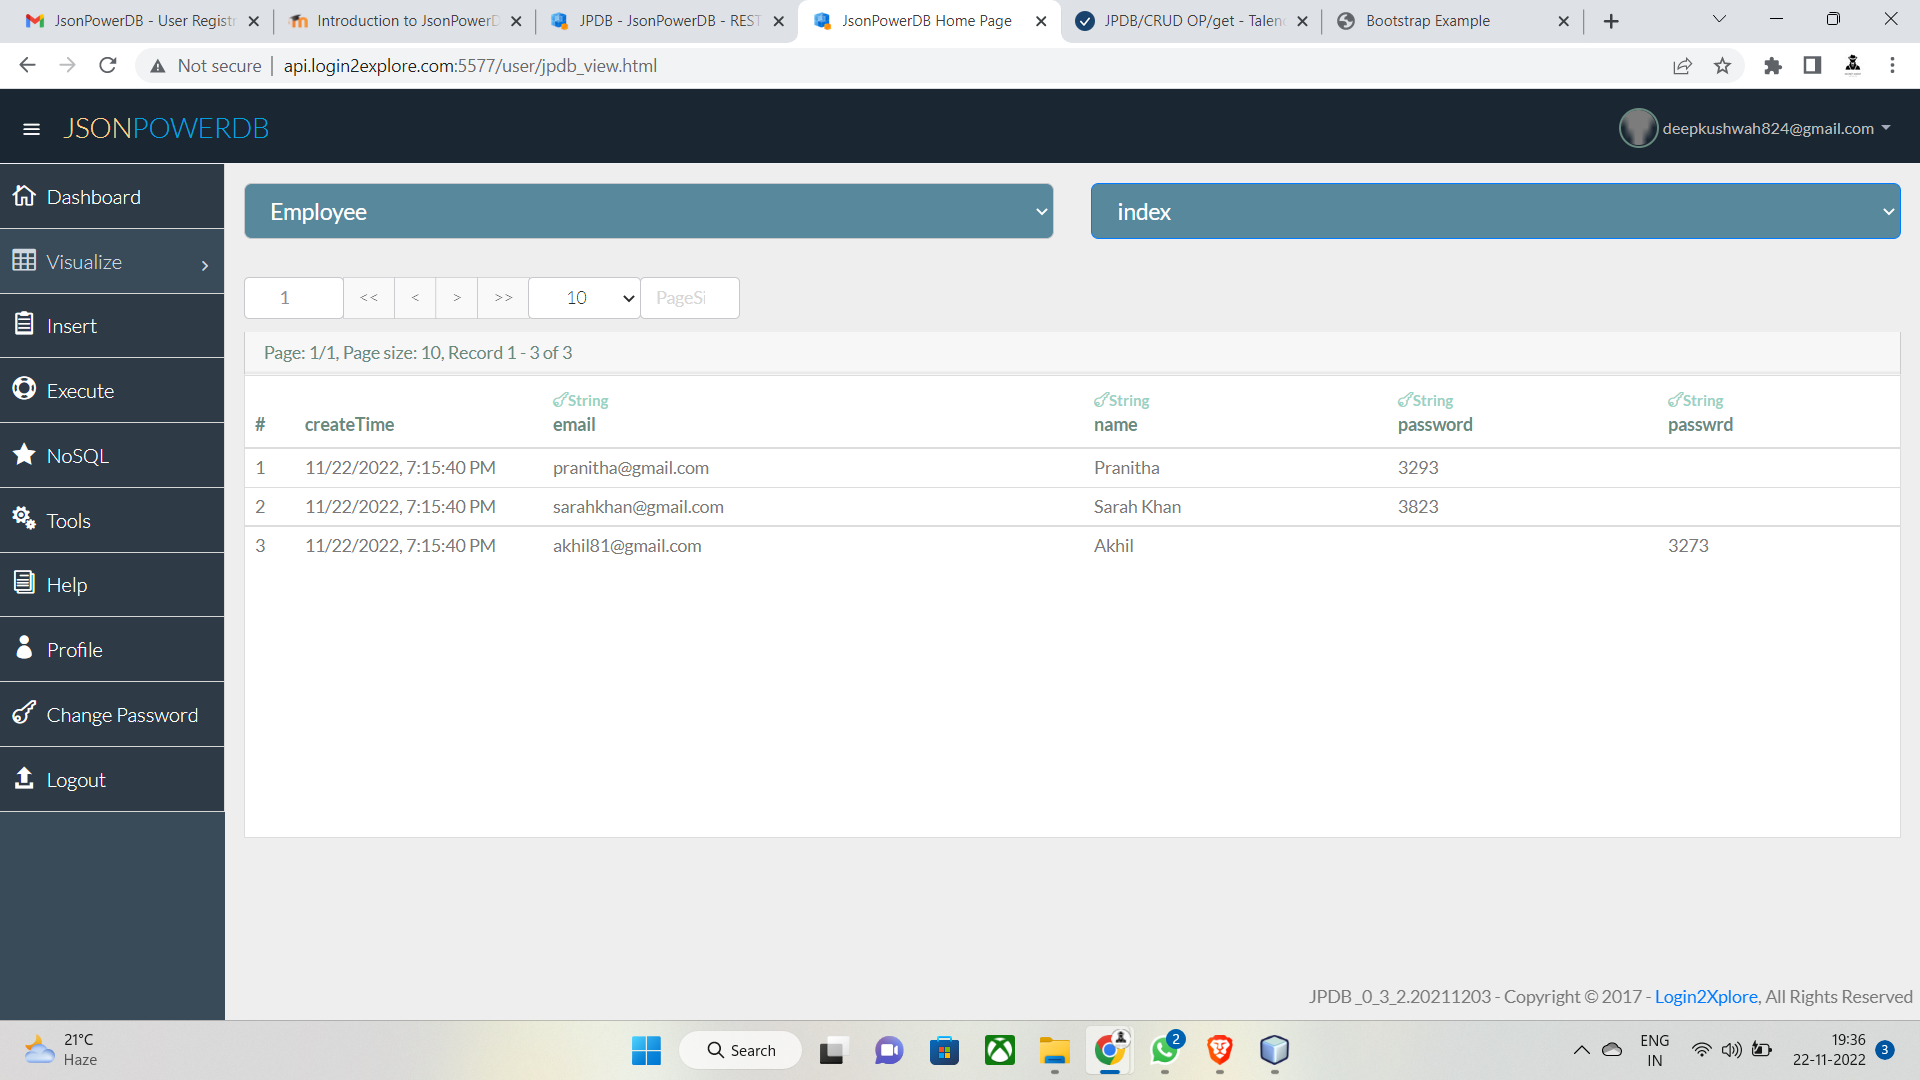 JsonPowerDB - User Registr
Introduction to JsonPowerD
JPDB - JsonPowerDB - REST
JsonPowerDB Home Page
JPDB/CRUD OP/get - Talen
Bootstrap Example
Not secure
api.login2explore.com:5577/user/jpdb_view.html
JSONPOWERDB
deepkushwah824@gmail.com
Dashboard
Visualize
Insert
Execute
NoSQL
Tools
Help
Profile
Change Password
Logout
Employee
index
1 << < > >> 10 PageSi
Page: 1/1, Page size: 10, Record 1 - 3 of 3
String String String String
# createTime email name password passwrd
1 11/22/2022, 7:15:40 PM pranitha@gmail.com Pranitha 3293
2 11/22/2022, 7:15:40 PM sarahkhan@gmail.com Sarah Khan 3823
3 11/22/2022, 7:15:40 PM akhil81@gmail.com Akhil 3273
JPDB_0_3_2.20211203 - Copyright © 2017 - Login2Xplore, All Rights Reserved
21°C
Haze
Search
2
ENG
IN
19:36
22-11-2022
3